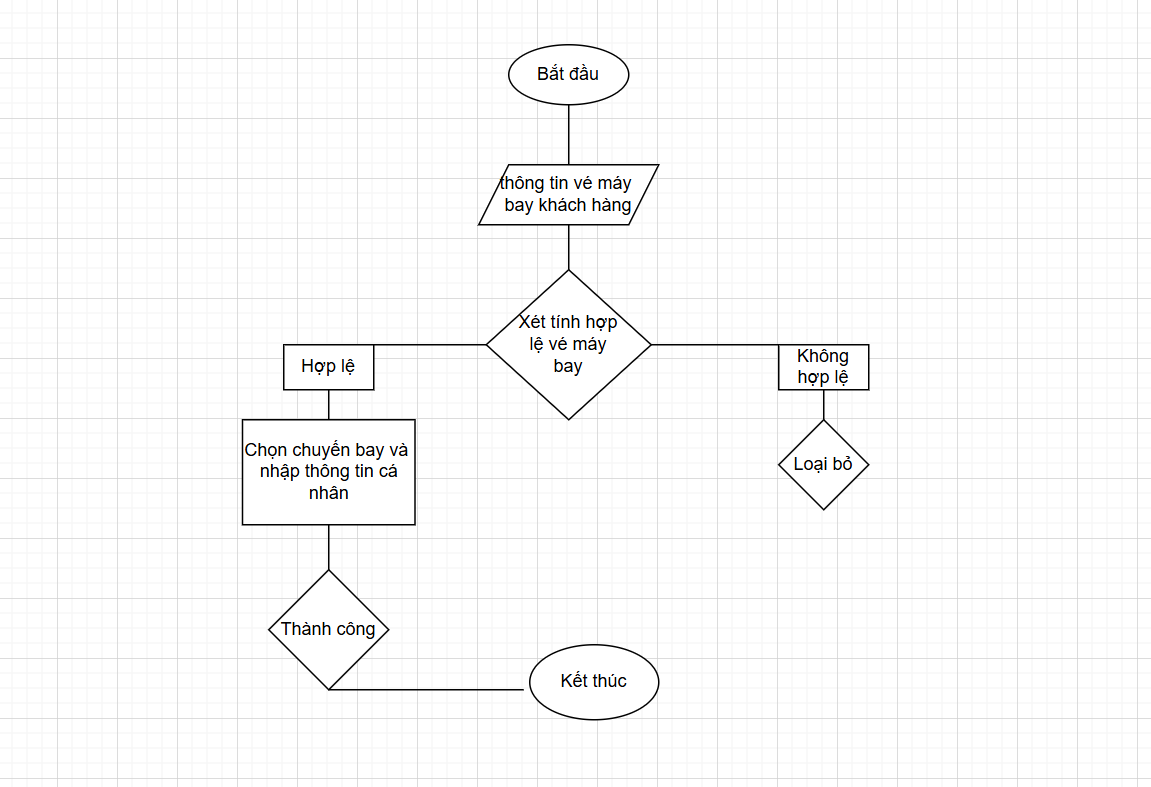 Bắt đầu
thông tin vé máy
bay khách hàng
Xét tính hợp
lệ vé máy
bay
Hợp lệ
Không
hợp lệ
Chọn chuyến bay và
nhập thông tin cá
nhân
Loại bỏ
Thành công
Kết thúc